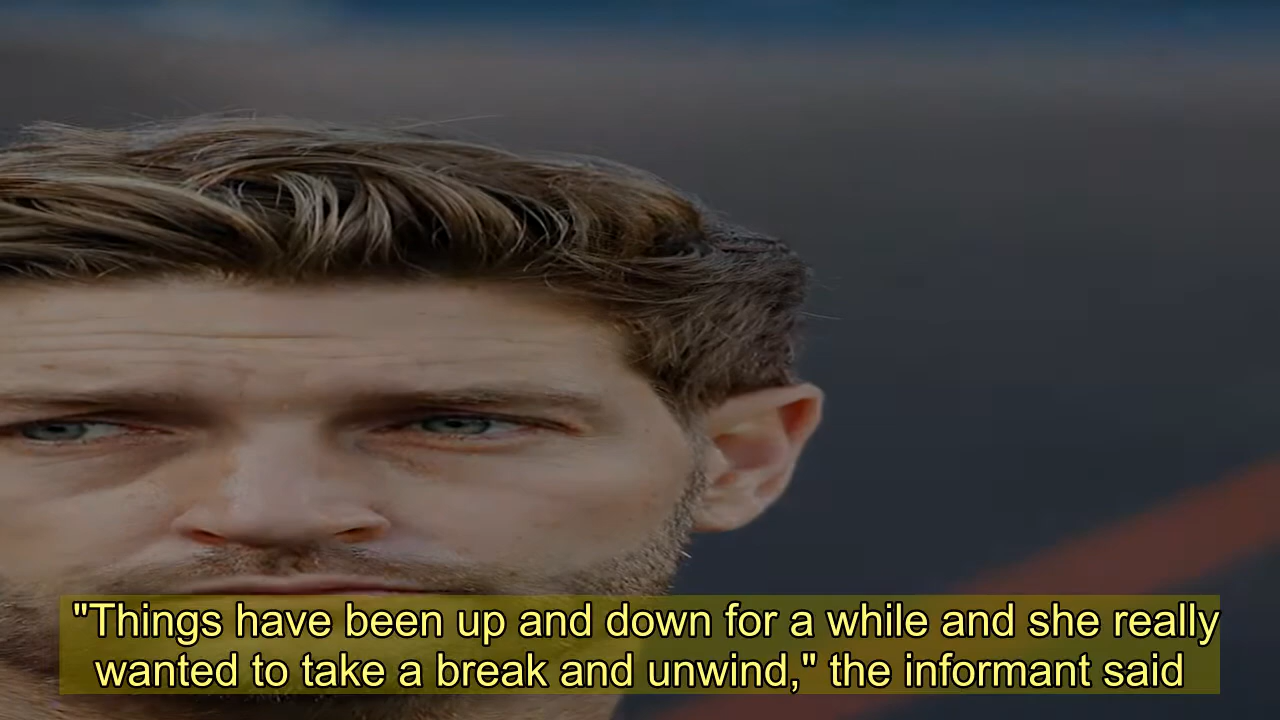 "Things have been up and down for a while and she really
wanted to take a break and unwind," the informant said